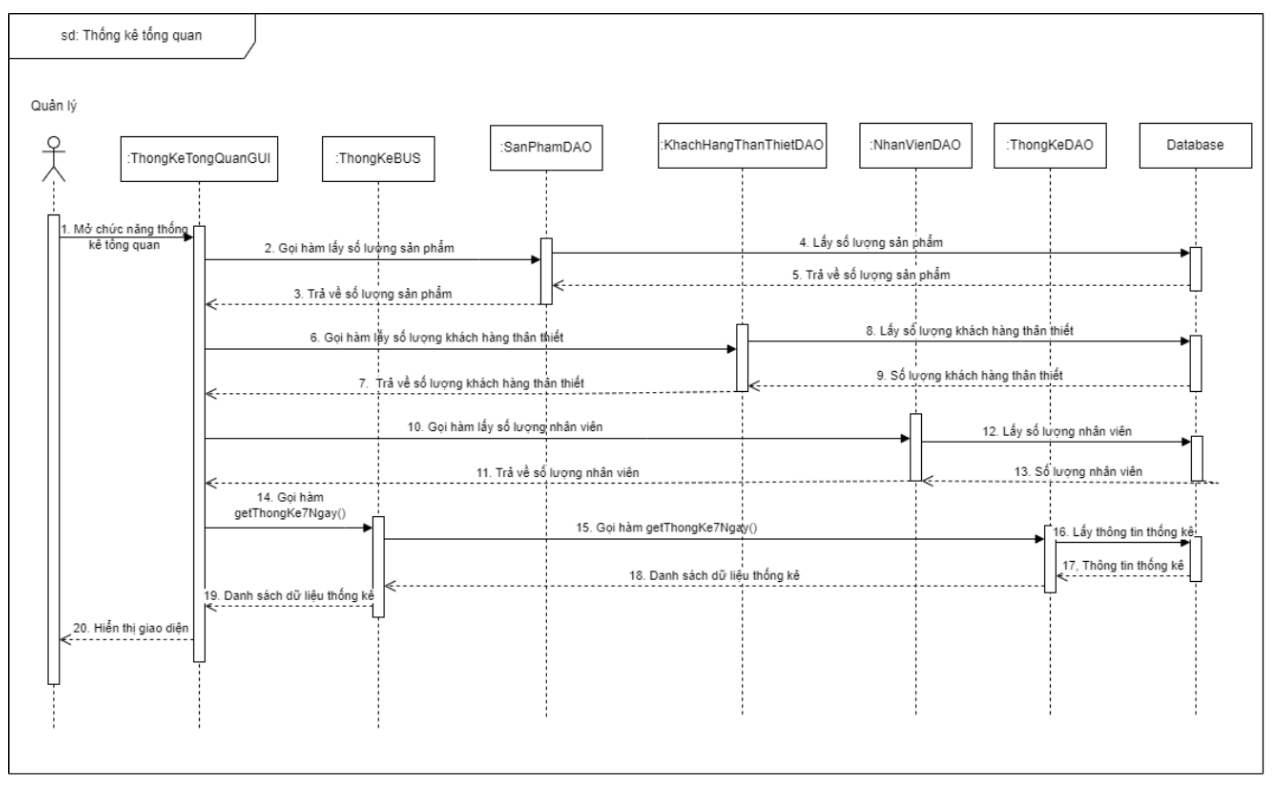 sd: Thống kê tổng quan
Quản lý
:ThongKeTongQuanGUI
:ThongKeBUS
:SanPhamDAO
:KhachHangThanThietDAO
:NhanVienDAO
:ThongKeDAO
Database
1. Mở chức năng thống
kê tổng quan
2. Gọi hàm lấy số lượng sản phẩm
4. Lấy số lượng sản phẩm
5. Trả về số lượng sản phẩm
3. Trả về số lượng sản phẩm
6. Gọi hàm lấy số lượng khách hàng thân thiết
8. Lấy số lượng khách hàng thân thiết
9. Số lượng khách hàng thân thiết
7. Trả về số lượng khách hàng thân thiết
10. Gọi hàm lấy số lượng nhân viên
12. Lấy số lượng nhân viên
13. Số lượng nhân viên
11. Trả về số lượng nhân viên
14. Gọi hàm
getThongKe7Ngay()
15. Gọi hàm getThongKe7Ngay()
16. Lấy thông tin thống kê
17, Thông tin thống kê
18. Danh sách dữ liệu thống kê
19. Danh sách dữ liệu thống kê
20. Hiển thị giao diện